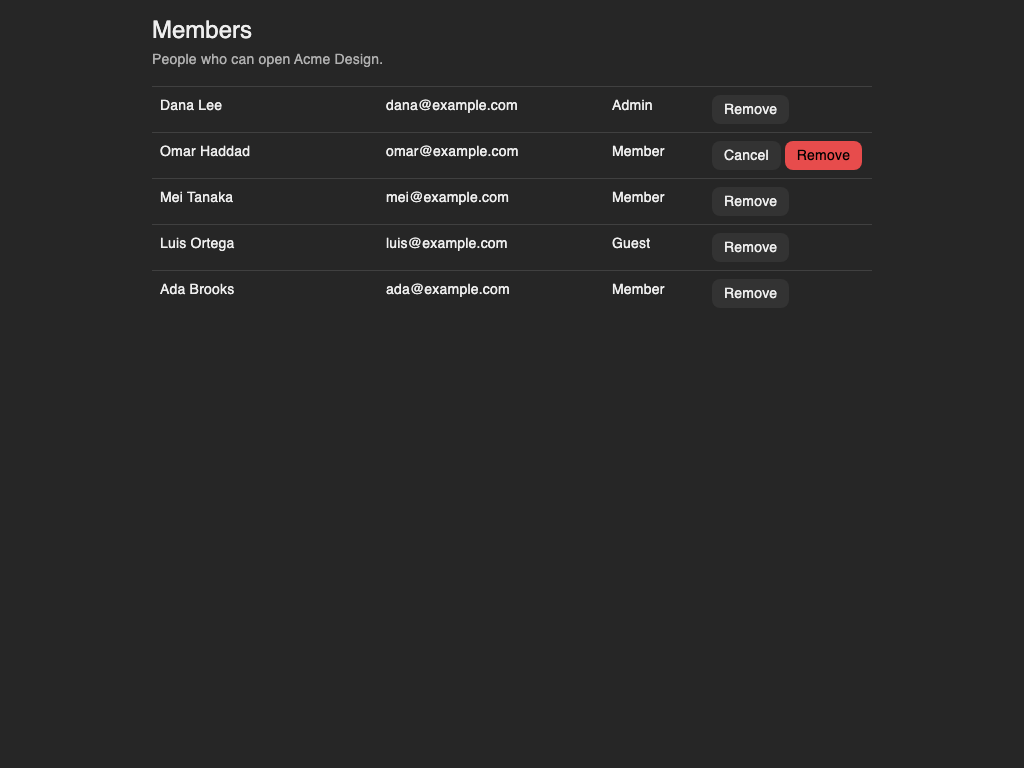 Members
People who can open Acme Design.
Dana Lee dana@example.com Admin Remove
Omar Haddad omar@example.com Member Cancel Remove
Mei Tanaka mei@example.com Member Remove
Luis Ortega luis@example.com Guest Remove
Ada Brooks ada@example.com Member Remove